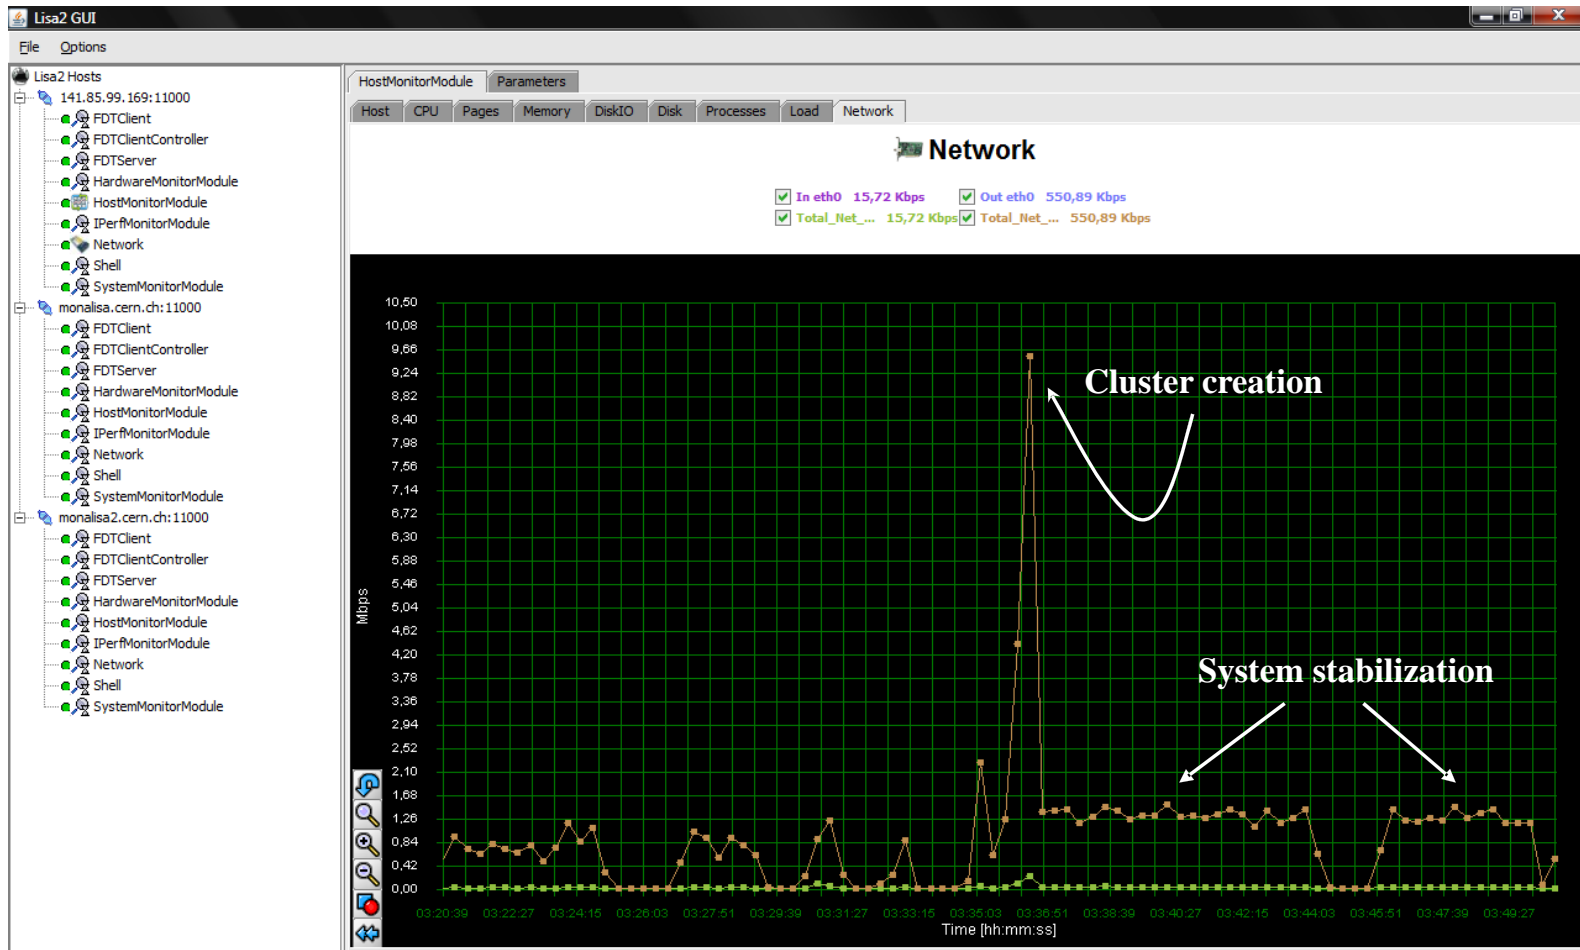 Lisa2 GUI
File Options
Lisa2 Hosts
141.85.99.169:11000
FDTClient
FDTClientController
FDTServer
HardwareMonitorModule
HostMonitorModule
IPerfMonitorModule
Network
Shell
SystemMonitorModule
monalisa.cern.ch:11000
FDTClient
FDTClientController
FDTServer
HardwareMonitorModule
HostMonitorModule
IPerfMonitorModule
Network
Shell
SystemMonitorModule
monalisa2.cern.ch:11000
FDTClient
FDTClientController
FDTServer
HardwareMonitorModule
HostMonitorModule
IPerfMonitorModule
Network
Shell
SystemMonitorModule
HostMonitorModule Parameters
Host CPU Pages Memory DiskIO Disk Processes Load Network
Network
In eth0 15,72 Kbps Out eth0 550,89 Kbps
Total_Net_... 15,72 Kbps Total_Net_... 550,89 Kbps
10,50
10,08
9,66
9,24
8,82
8,40
7,98
7,56
7,14
6,72
6,30
5,88
5,46
5,04
4,62
4,20
3,78
3,36
2,94
2,52
2,10
1,68
1,26
0,84
0,42
0,00
Mbps
Cluster creation
System stabilization
03:20:39 03:22:27 03:24:15 03:26:03 03:27:51 03:29:39 03:31:27 03:33:15 03:35:03 03:36:51 03:38:39 03:40:27 03:42:15 03:44:03 03:45:51 03:47:39 03:49:27
Time [hh:mm:ss]